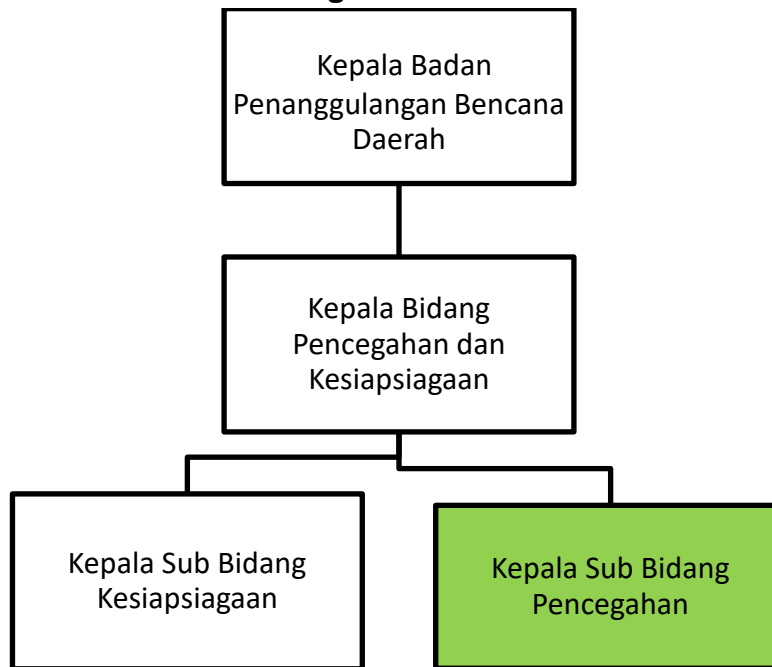 Kepala Badan
Penanggulangan Bencana
Daerah
Kepala Bidang
Pencegahan dan
Kesiapsiagaan
Kepala Sub Bidang
Kesiapsiagaan
Kepala Sub Bidang
Pencegahan